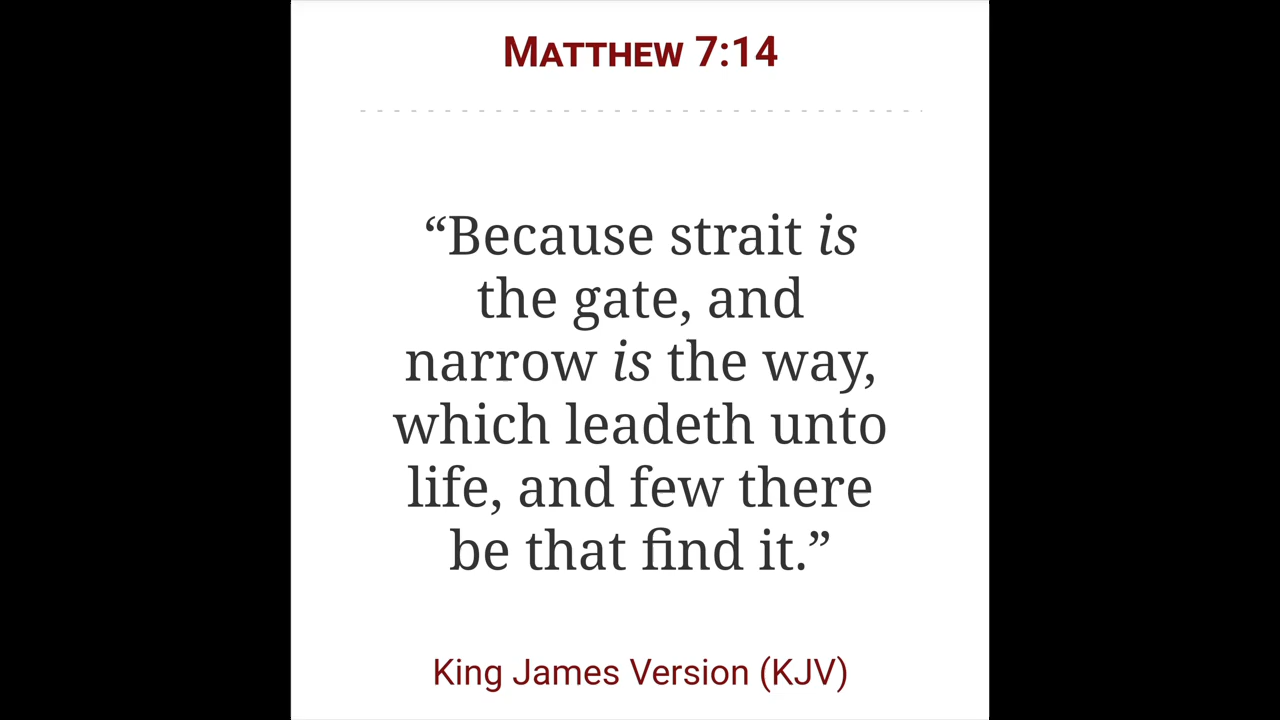 Matthew 7:14
“Because strait is
the gate, and
narrow is the way,
which leadeth unto
life, and few there
be that find it.”
King James Version (KJV)